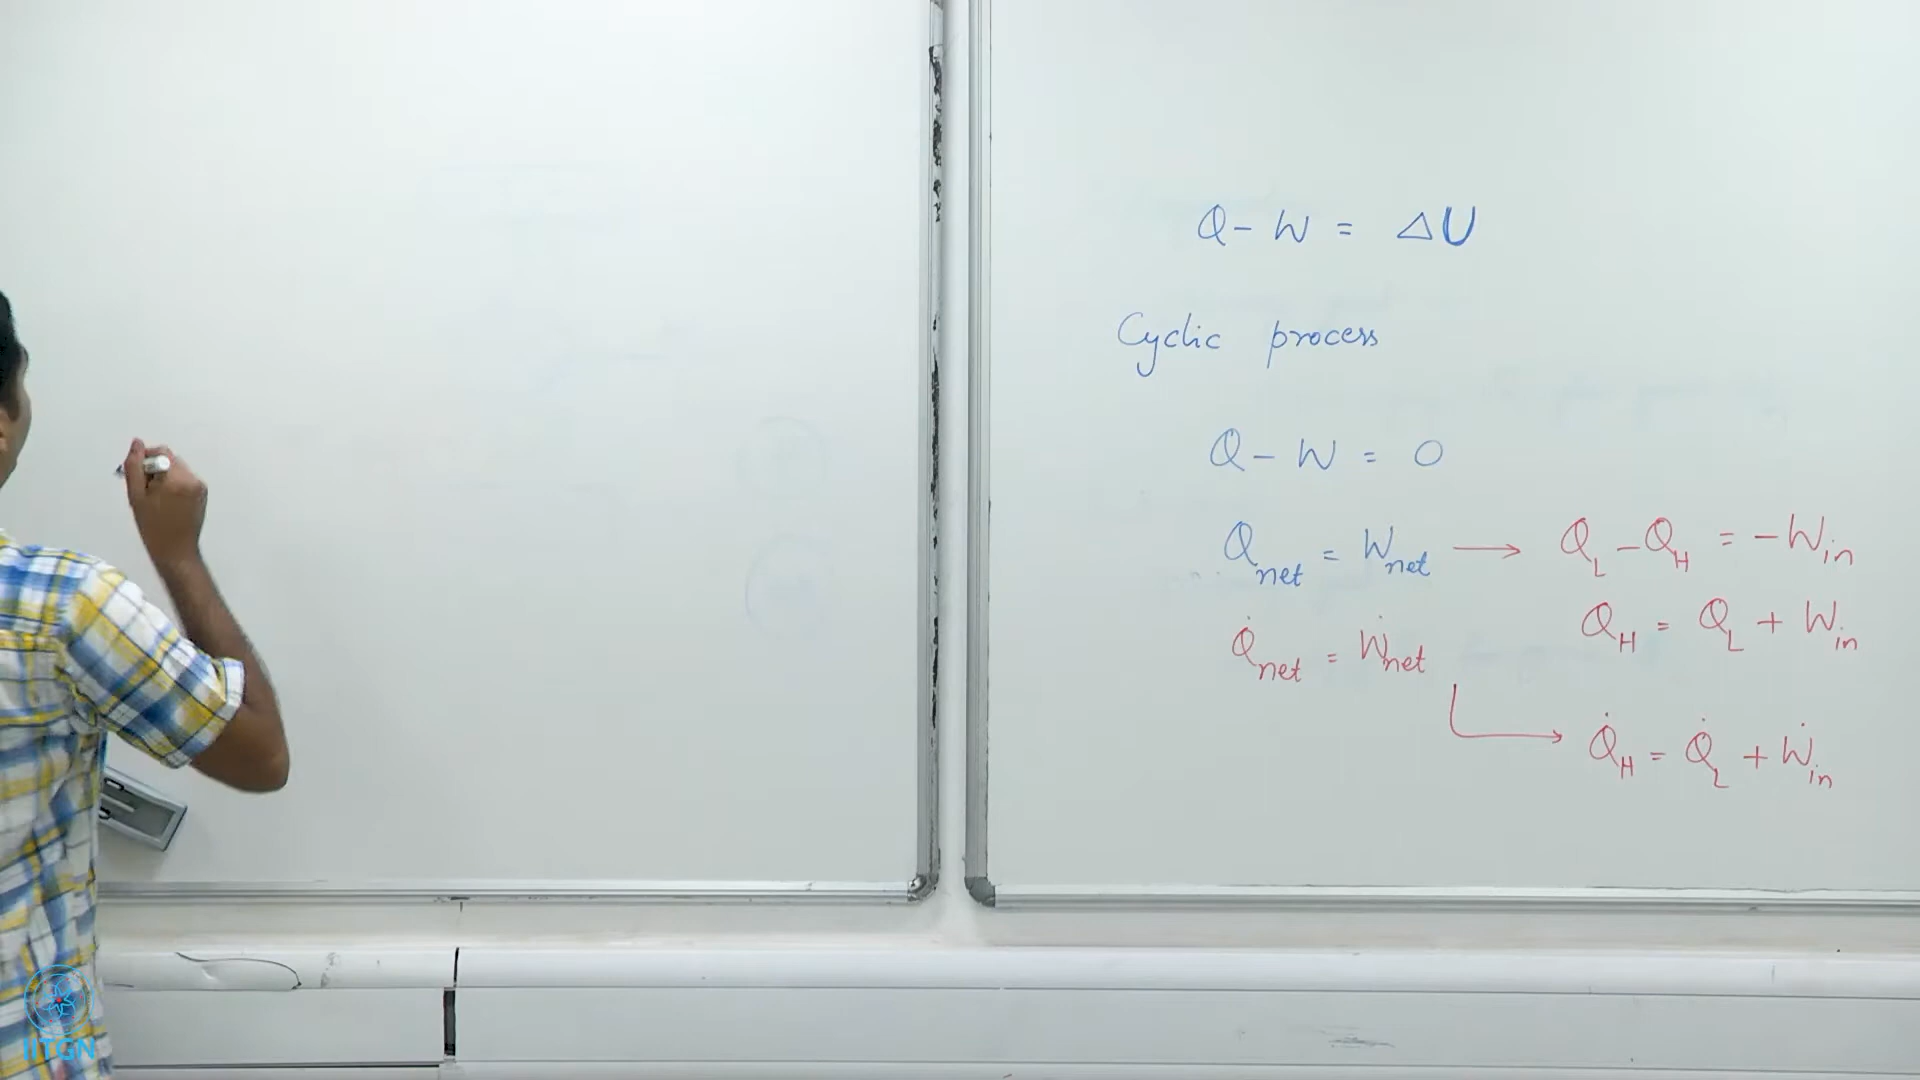 Q - W = ΔU
Cyclic process
Q - W = 0
Q_net = W_net → Q_L - Q_H = -W_in
Q_H = Q_L + W_in
Q̇_net = Ẇ_net
Q̇_H = Q̇_L + Ẇ_in
IITGN